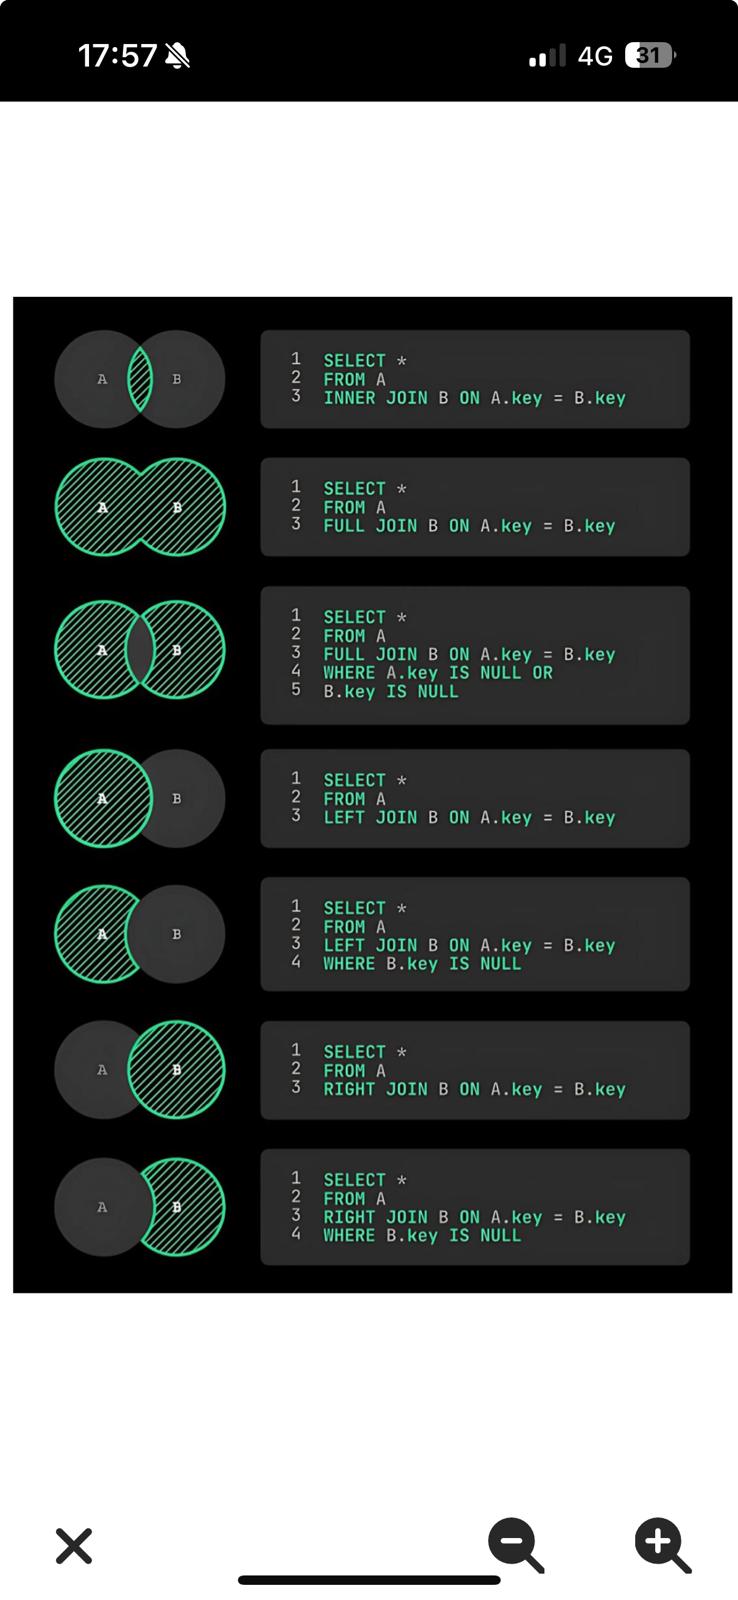 17:57
4G 31
A B
1 SELECT *
2 FROM A
3 INNER JOIN B ON A.key = B.key
A B
1 SELECT *
2 FROM A
3 FULL JOIN B ON A.key = B.key
A B
1 SELECT *
2 FROM A
3 FULL JOIN B ON A.key = B.key
4 WHERE A.key IS NULL OR
5 B.key IS NULL
A B
1 SELECT *
2 FROM A
3 LEFT JOIN B ON A.key = B.key
A B
1 SELECT *
2 FROM A
3 LEFT JOIN B ON A.key = B.key
4 WHERE B.key IS NULL
A B
1 SELECT *
2 FROM A
3 RIGHT JOIN B ON A.key = B.key
A B
1 SELECT *
2 FROM A
3 RIGHT JOIN B ON A.key = B.key
4 WHERE B.key IS NULL